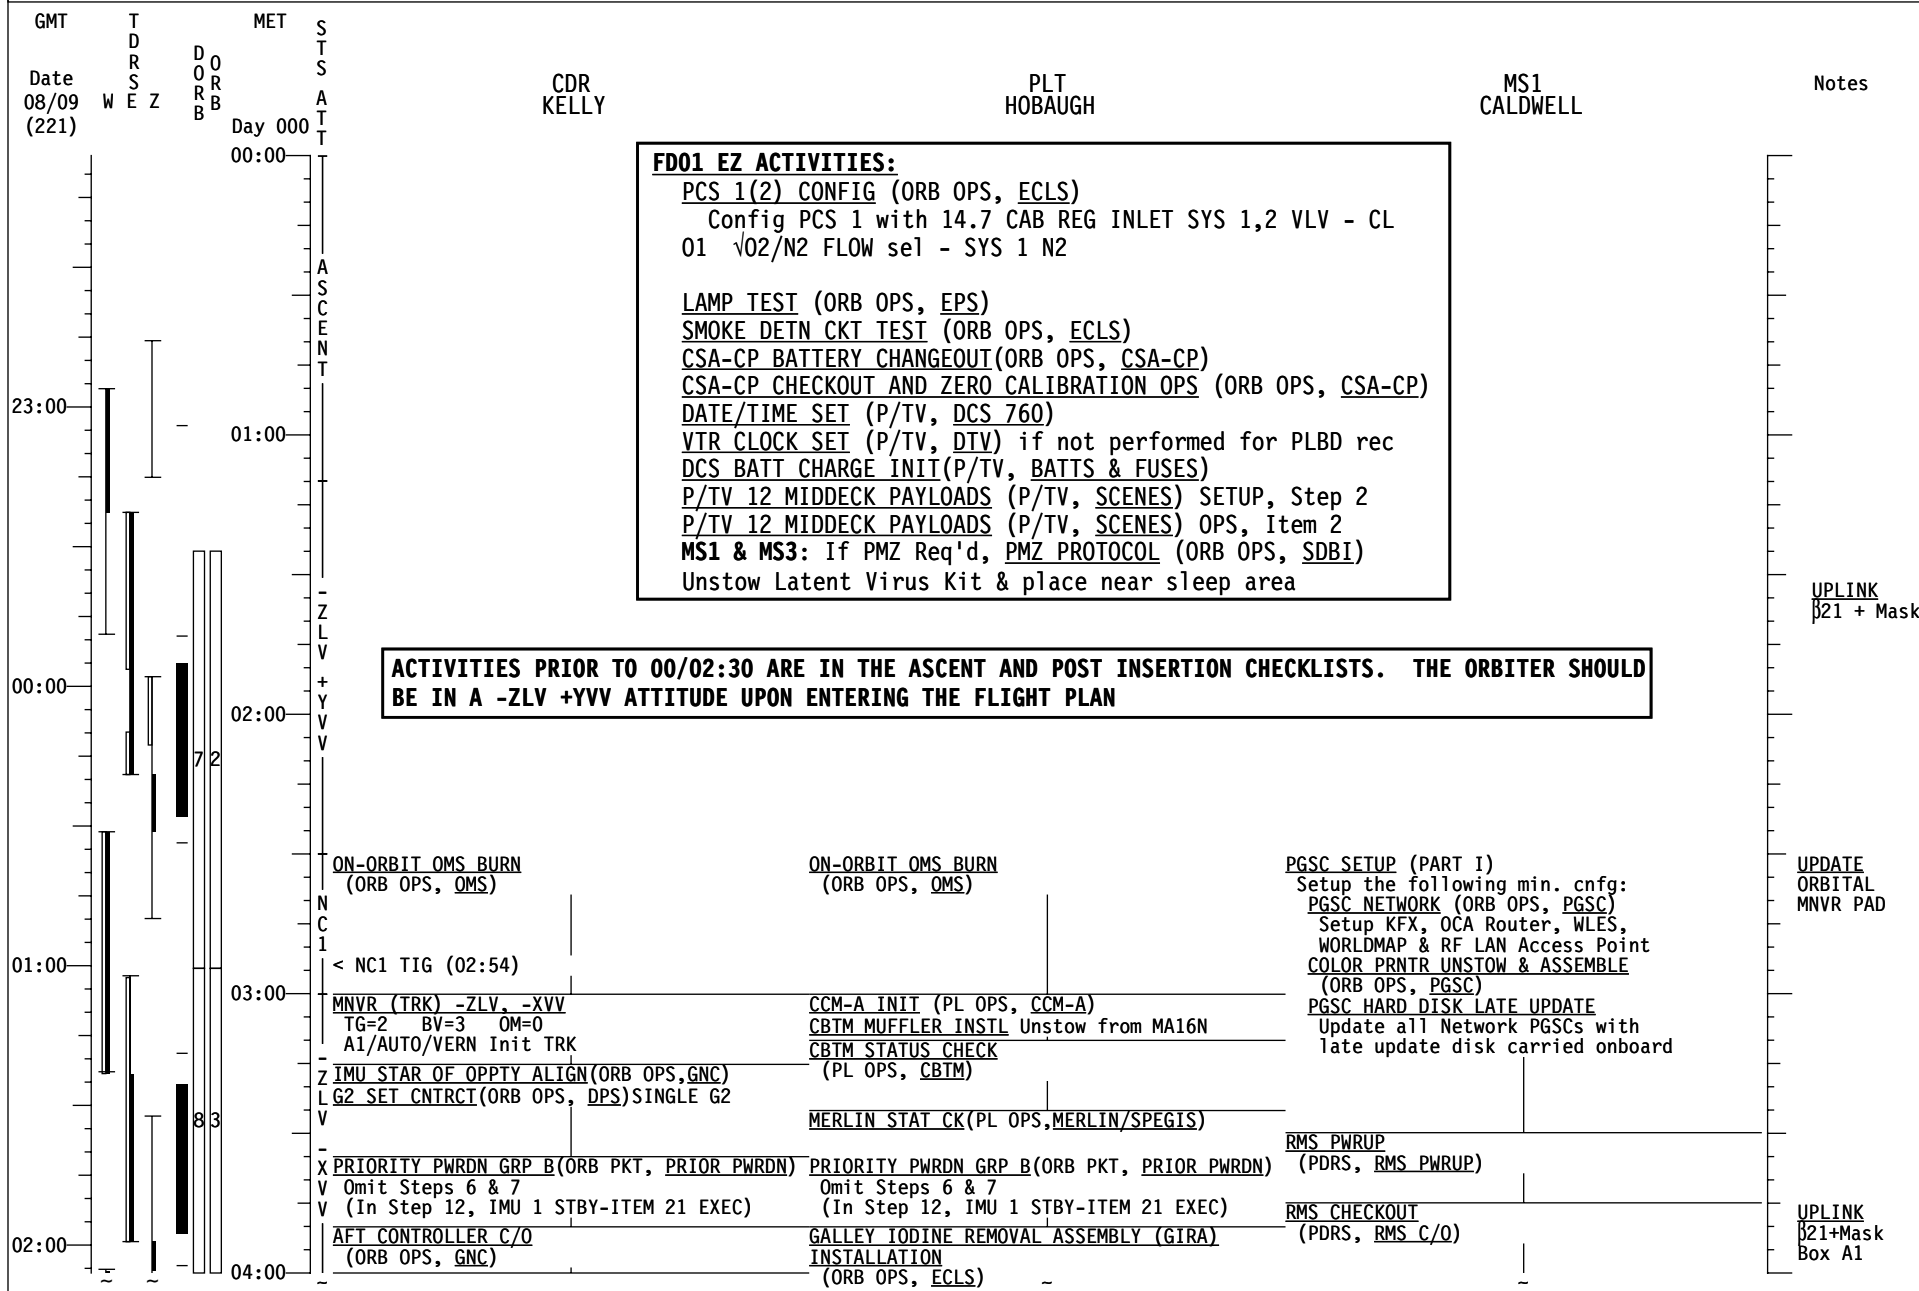 GMT
TDRS
DORB
ORB
MET
STS ATT
Date
08/09
(221)
W E Z
Day 000
CDR
KELLY
PLT
HOBAUGH
MS1
CALDWELL
Notes
00:00
FD01 EZ ACTIVITIES:
PCS 1(2) CONFIG (ORB OPS, ECLS)
Config PCS 1 with 14.7 CAB REG INLET SYS 1,2 VLV - CL
O1 √O2/N2 FLOW sel - SYS 1 N2
LAMP TEST (ORB OPS, EPS)
SMOKE DETN CKT TEST (ORB OPS, ECLS)
CSA-CP BATTERY CHANGEOUT(ORB OPS, CSA-CP)
CSA-CP CHECKOUT AND ZERO CALIBRATION OPS (ORB OPS, CSA-CP)
DATE/TIME SET (P/TV, DCS 760)
VTR CLOCK SET (P/TV, DTV) if not performed for PLBD rec
DCS BATT CHARGE INIT(P/TV, BATTS & FUSES)
P/TV 12 MIDDECK PAYLOADS (P/TV, SCENES) SETUP, Step 2
P/TV 12 MIDDECK PAYLOADS (P/TV, SCENES) OPS, Item 2
MS1 & MS3: If PMZ Req'd, PMZ PROTOCOL (ORB OPS, SDBI)
Unstow Latent Virus Kit & place near sleep area
ASCENT
23:00
01:00
-ZLV +YVV
UPLINK
β21 + Mask
ACTIVITIES PRIOR TO 00/02:30 ARE IN THE ASCENT AND POST INSERTION CHECKLISTS. THE ORBITER SHOULD
BE IN A -ZLV +YVV ATTITUDE UPON ENTERING THE FLIGHT PLAN
00:00
02:00
7 2
NC1
ON-ORBIT OMS BURN
(ORB OPS, OMS)
< NC1 TIG (02:54)
01:00
03:00
MNVR (TRK) -ZLV, -XVV
TG=2 BV=3 OM=0
A1/AUTO/VERN Init TRK
IMU STAR OF OPPTY ALIGN(ORB OPS,GNC)
G2 SET CNTRCT(ORB OPS, DPS)SINGLE G2
-ZLV -XVV
8 3
PRIORITY PWRDN GRP B(ORB PKT, PRIOR PWRDN)
Omit Steps 6 & 7
(In Step 12, IMU 1 STBY-ITEM 21 EXEC)
AFT CONTROLLER C/O
(ORB OPS, GNC)
02:00
04:00
~ ~ ~
ON-ORBIT OMS BURN
(ORB OPS, OMS)
CCM-A INIT (PL OPS, CCM-A)
CBTM MUFFLER INSTL Unstow from MA16N
CBTM STATUS CHECK
(PL OPS, CBTM)
MERLIN STAT CK(PL OPS,MERLIN/SPEGIS)
PRIORITY PWRDN GRP B(ORB PKT, PRIOR PWRDN)
Omit Steps 6 & 7
(In Step 12, IMU 1 STBY-ITEM 21 EXEC)
GALLEY IODINE REMOVAL ASSEMBLY (GIRA)
INSTALLATION
(ORB OPS, ECLS)
~
PGSC SETUP (PART I)
Setup the following min. cnfg:
PGSC NETWORK (ORB OPS, PGSC)
Setup KFX, OCA Router, WLES,
WORLDMAP & RF LAN Access Point
COLOR PRNTR UNSTOW & ASSEMBLE
(ORB OPS, PGSC)
PGSC HARD DISK LATE UPDATE
Update all Network PGSCs with
late update disk carried onboard
RMS PWRUP
(PDRS, RMS PWRUP)
RMS CHECKOUT
(PDRS, RMS C/O)
~
UPDATE
ORBITAL
MNVR PAD
UPLINK
β21+Mask
Box A1
~